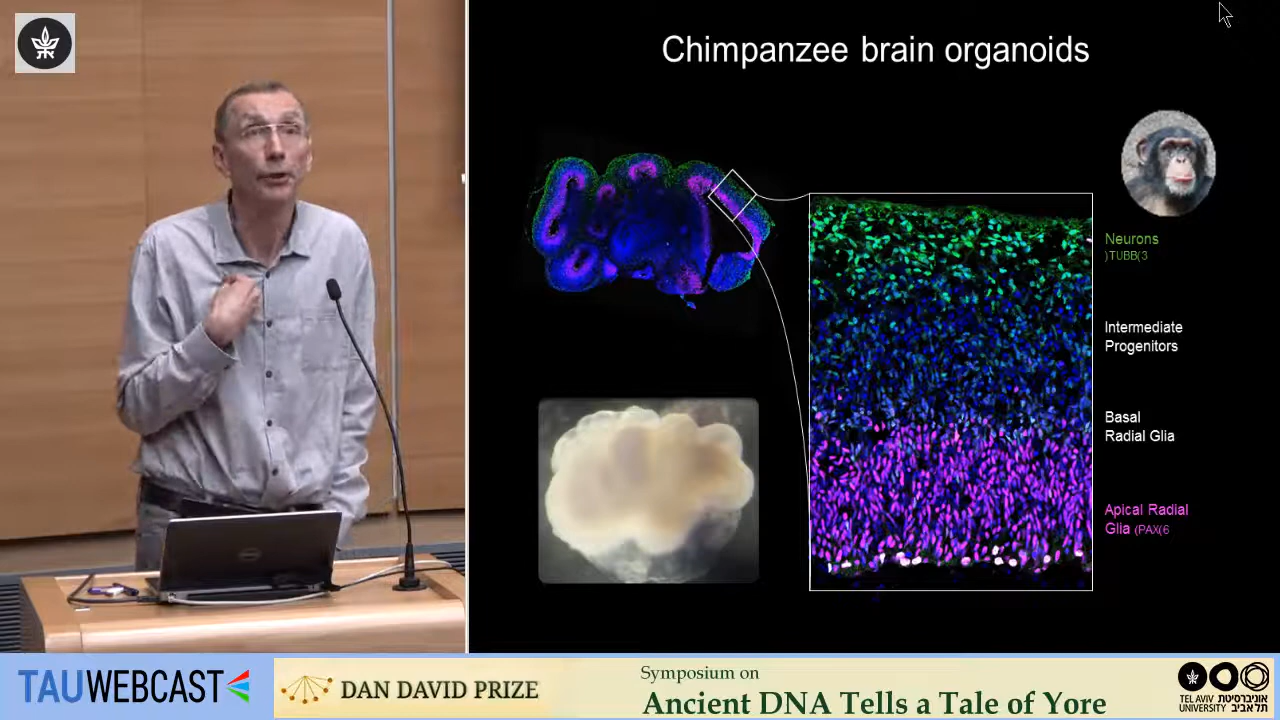 Chimpanzee brain organoids
Neurons
)TUBB(3
Intermediate
Progenitors
Basal
Radial Glia
Apical Radial
Glia (PAX(6
TAUWEBCAST
DAN DAVID PRIZE
Symposium on
Ancient DNA Tells a Tale of Yore
TEL AVIV אוניברסיטת
UNIVERSITY תל אביב